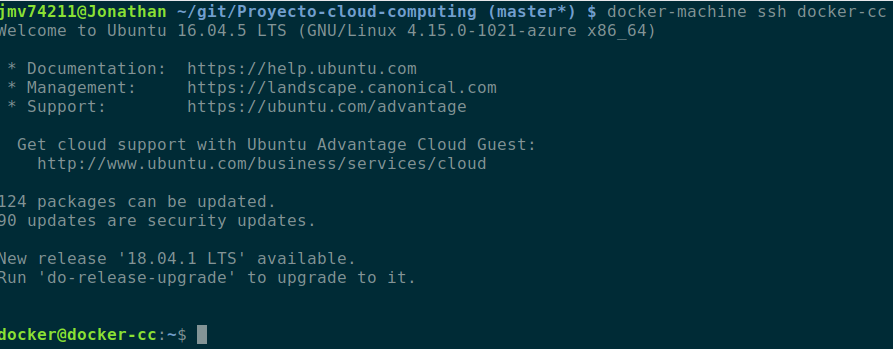 jmv74211@Jonathan ~/git/Proyecto-cloud-computing (master*) $ docker-machine ssh docker-cc
Welcome to Ubuntu 16.04.5 LTS (GNU/Linux 4.15.0-1021-azure x86_64)
* Documentation:  https://help.ubuntu.com
* Management:     https://landscape.canonical.com
* Support:        https://ubuntu.com/advantage
Get cloud support with Ubuntu Advantage Cloud Guest:
http://www.ubuntu.com/business/services/cloud
124 packages can be updated.
90 updates are security updates.
New release '18.04.1 LTS' available.
Run 'do-release-upgrade' to upgrade to it.
docker@docker-cc:~$